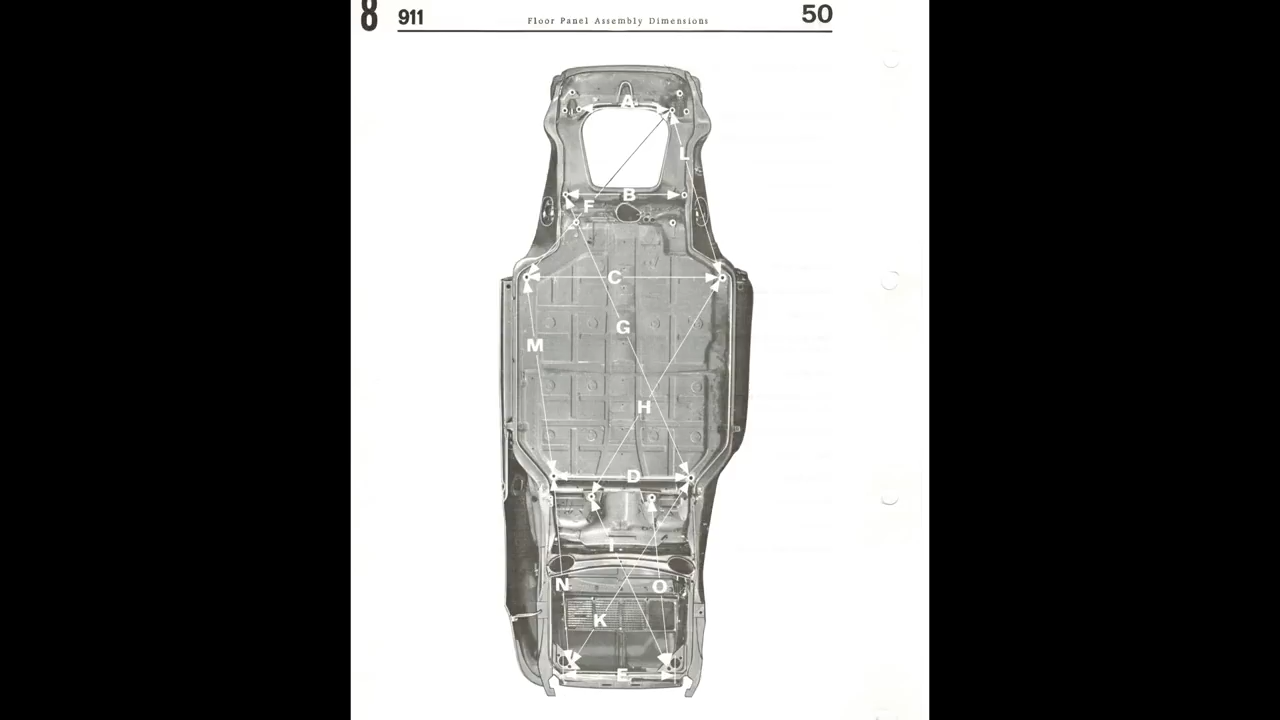 8 911 Floor Panel Assembly Dimensions 50
A
L
B
F
C
G
M
H
D
I
N O
K
E